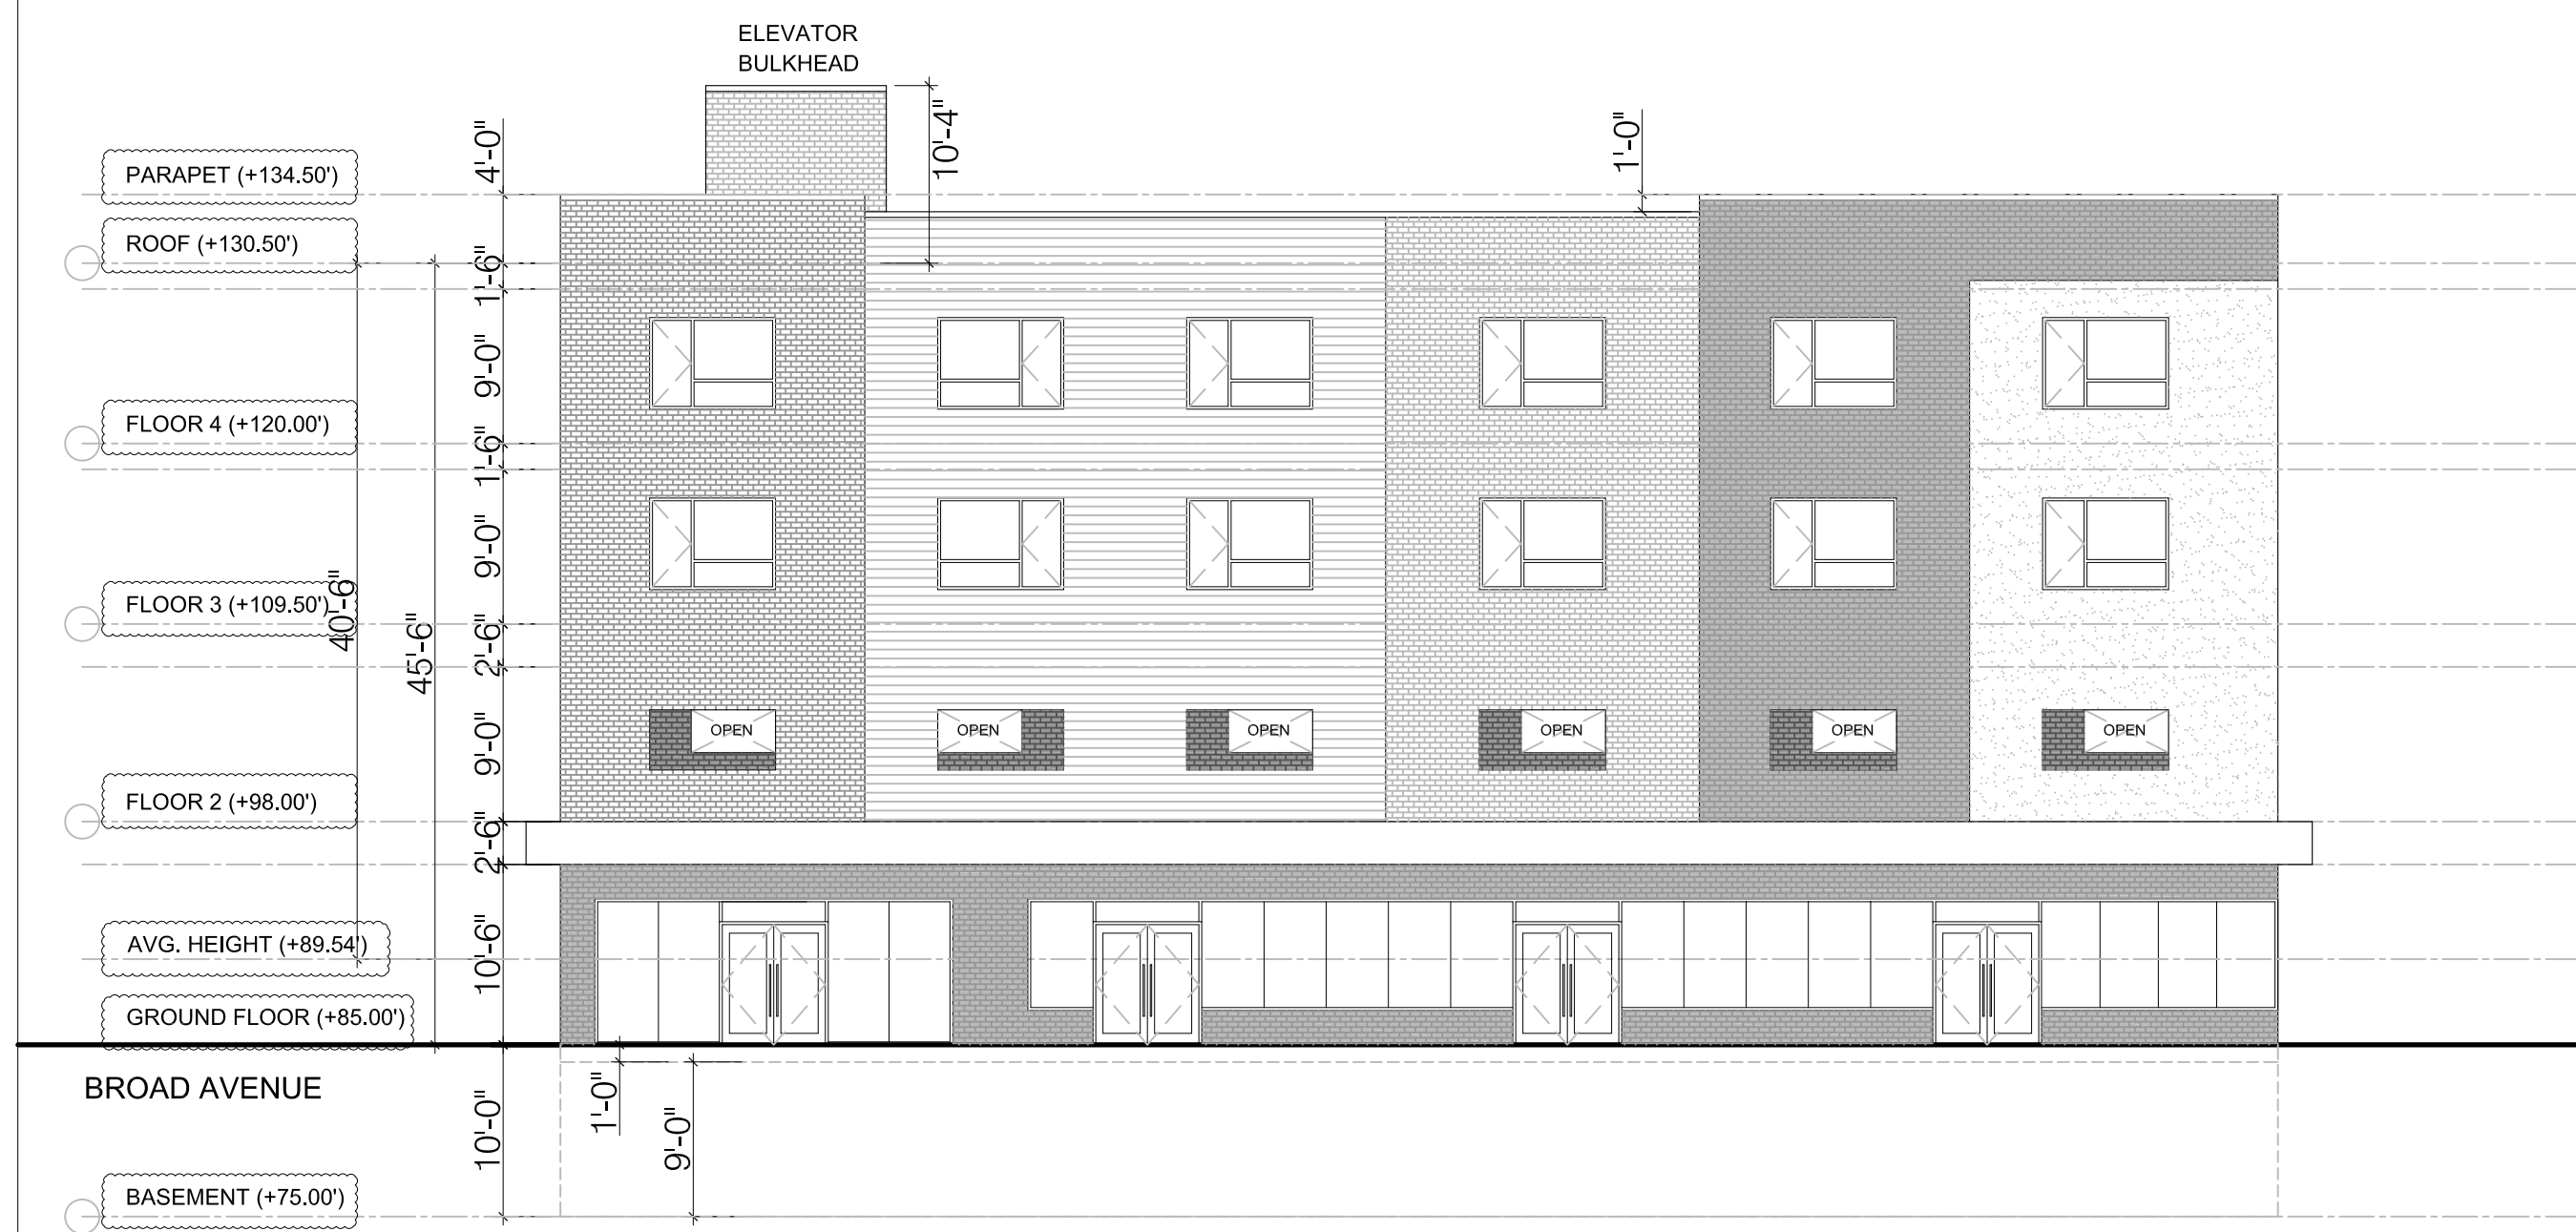 ELEVATOR
BULKHEAD
10'-4"
1'-0"
4'-0"
PARAPET (+134.50')
ROOF (+130.50')
1'-6"
9'-0"
FLOOR 4 (+120.00')
1'-6"
9'-0"
FLOOR 3 (+109.50')
40'-6"
45'-6"
2'-6"
9'-0"
OPEN
OPEN
OPEN
OPEN
OPEN
OPEN
FLOOR 2 (+98.00')
2'-6"
AVG. HEIGHT (+89.54')
10'-6"
GROUND FLOOR (+85.00')
BROAD AVENUE
10'-0"
1'-0"
9'-0"
BASEMENT (+75.00')